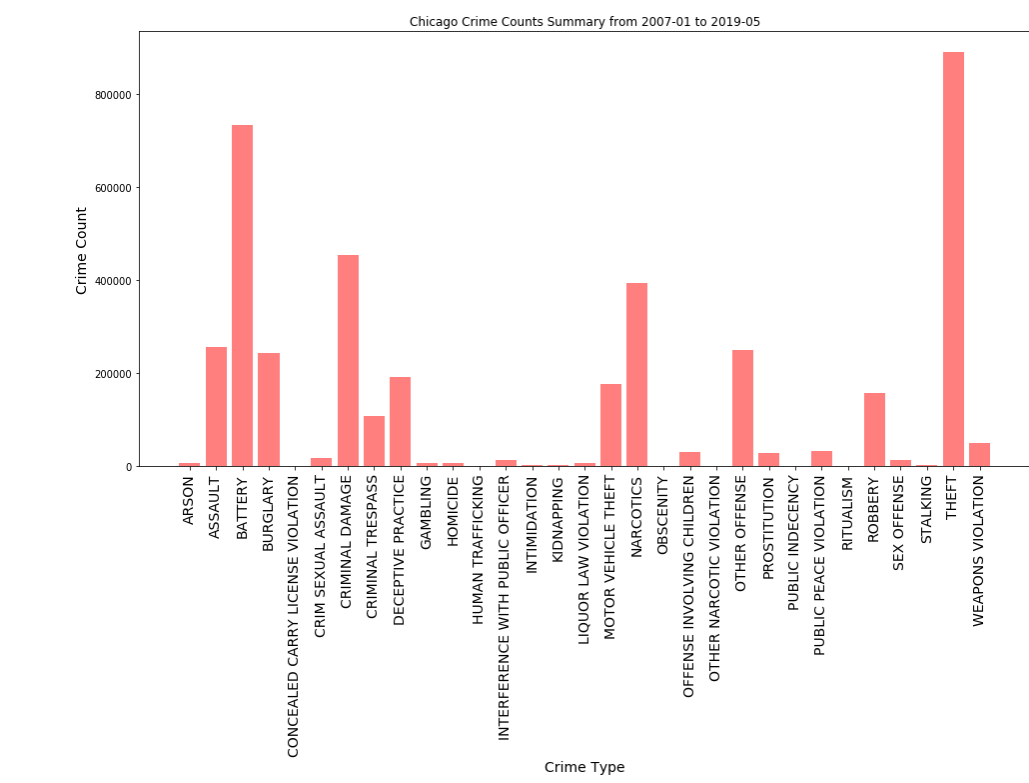 Chicago Crime Counts Summary from 2007-01 to 2019-05
Crime Count
800000
600000
400000
200000
0
ARSON
ASSAULT
BATTERY
BURGLARY
CONCEALED CARRY LICENSE VIOLATION
CRIM SEXUAL ASSAULT
CRIMINAL DAMAGE
CRIMINAL TRESPASS
DECEPTIVE PRACTICE
GAMBLING
HOMICIDE
HUMAN TRAFFICKING
INTERFERENCE WITH PUBLIC OFFICER
INTIMIDATION
KIDNAPPING
LIQUOR LAW VIOLATION
MOTOR VEHICLE THEFT
NARCOTICS
OBSCENITY
OFFENSE INVOLVING CHILDREN
OTHER NARCOTIC VIOLATION
OTHER OFFENSE
PROSTITUTION
PUBLIC INDECENCY
PUBLIC PEACE VIOLATION
RITUALISM
ROBBERY
SEX OFFENSE
STALKING
THEFT
WEAPONS VIOLATION
Crime Type